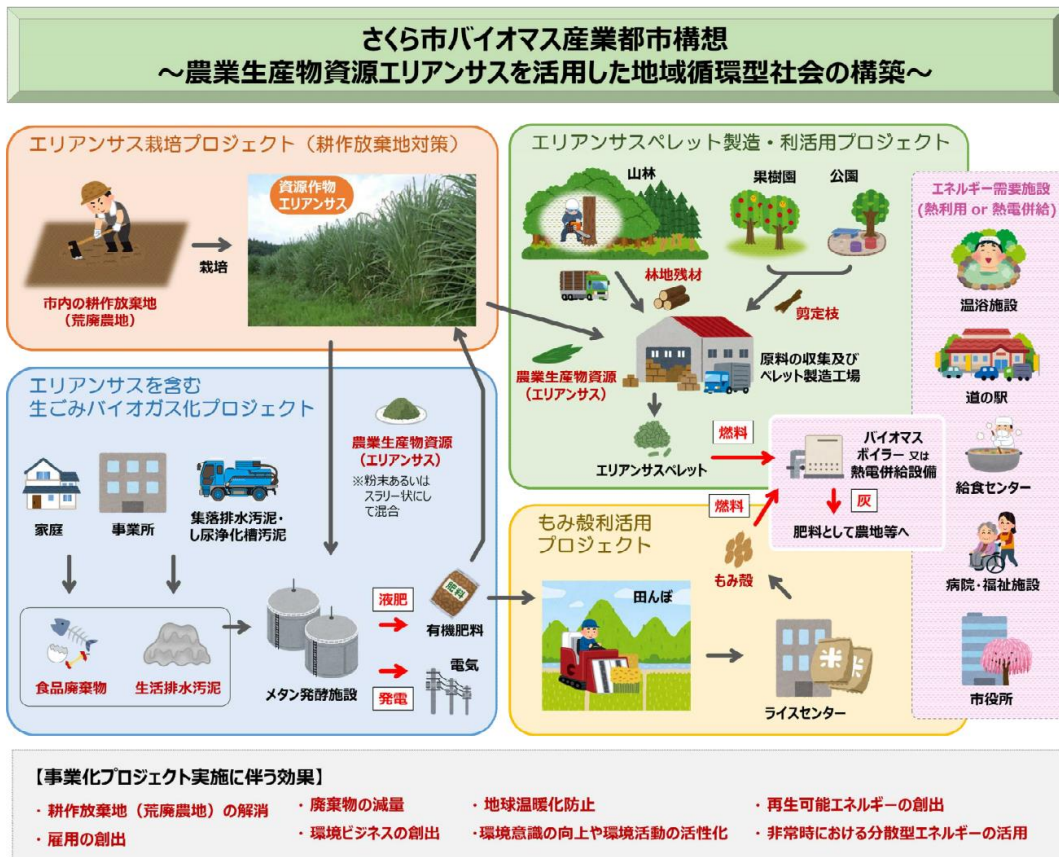 さくら市バイオマス産業都市構想
～農業生産物資源エリアンサスを活用した地域循環型社会の構築～
エリアンサス栽培プロジェクト（耕作放棄地対策）
資源作物
エリアンサス
栽培
市内の耕作放棄地
（荒廃農地）
エリアンサスペレット製造・利活用プロジェクト
山林
果樹園
公園
林地残材
剪定枝
農業生産物資源
（エリアンサス）
原料の収集及び
ペレット製造工場
エリアンサスペレット
燃料
バイオマス
ボイラー 又は
熱電併給設備
灰
肥料として農地等へ
エネルギー需要施設
(熱利用 or 熱電併給)
温浴施設
道の駅
給食センター
病院・福祉施設
市役所
エリアンサスを含む
生ごみバイオガス化プロジェクト
農業生産物資源
（エリアンサス）
※粉末あるいは
スラリー状にし
て混合
家庭
事業所
集落排水汚泥・
し尿浄化槽汚泥
食品廃棄物
生活排水汚泥
メタン発酵施設
液肥
肥料
有機肥料
発電
電気
もみ殻利活用
プロジェクト
燃料
もみ殻
田んぼ
米
米
ライスセンター
【事業化プロジェクト実施に伴う効果】
・耕作放棄地（荒廃農地）の解消
・廃棄物の減量
・地球温暖化防止
・再生可能エネルギーの創出
・雇用の創出
・環境ビジネスの創出
・環境意識の向上や環境活動の活性化
・非常時における分散型エネルギーの活用